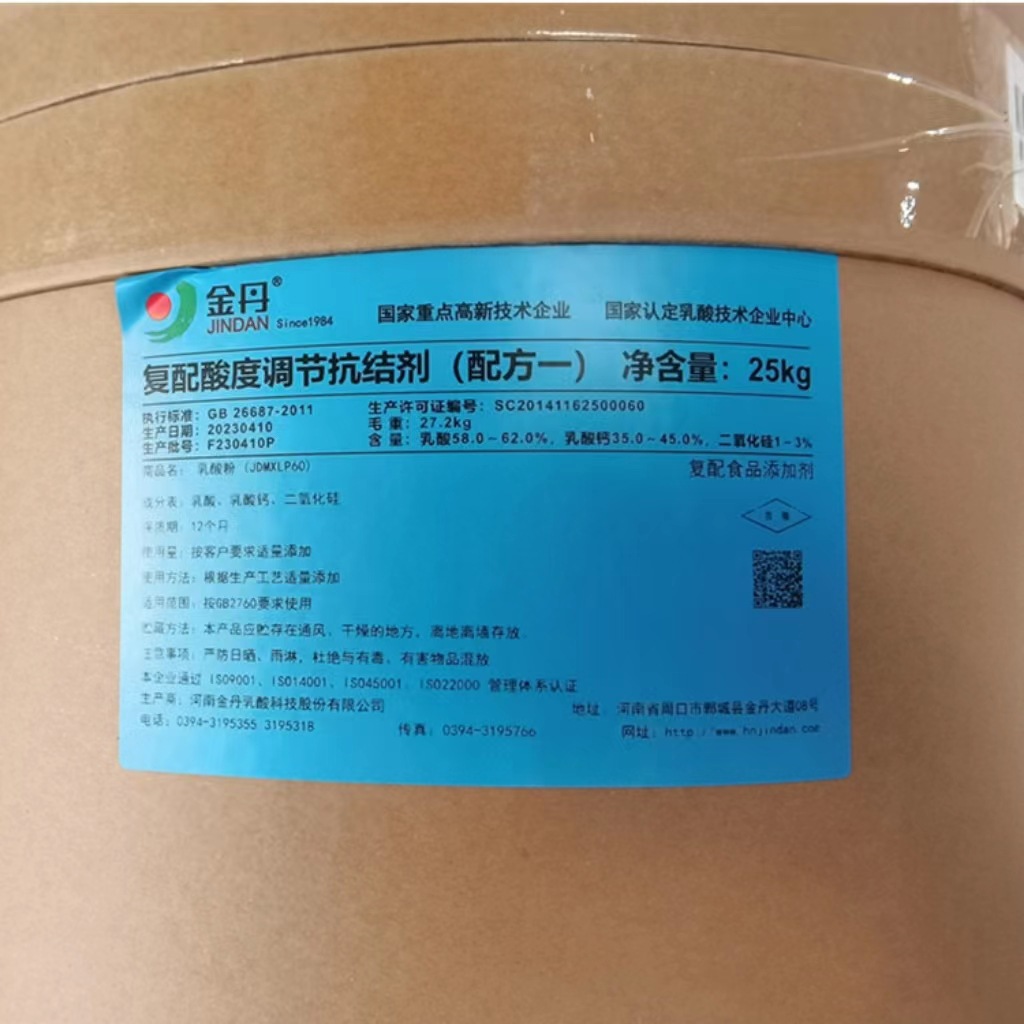 金丹®
JINDAN Since1984
国家重点高新技术企业 国家认定乳酸技术企业中心
复配酸度调节抗结剂（配方一） 净含量：25kg
执行标准：GB 26687-2011 生产许可证编号：SC20141162500060
生产日期：20230410 毛 重：27.2kg
生产批号：F230410P 含 量：乳酸58.0～62.0%，乳酸钙35.0～45.0%，二氧化硅1-3%
商品名：乳酸粉（JDMXLP60） 复配食品添加剂
成分表：乳酸、乳酸钙、二氧化硅
保质期：12个月
使用量：按客户要求适量添加
使用方法：根据生产工艺适量添加
适用范围：按GB2760要求使用
贮藏方法：本产品应贮存在通风、干燥的地方，离地离墙存放
注意事项：严防日晒、雨淋，杜绝与有毒、有害物品混放
本企业通过 ISO9001、ISO14001、ISO45001、ISO22000 管理体系认证
生产商：河南金丹乳酸科技股份有限公司 地址：河南省周口市郸城县金丹大道08号
电话：0394-3195355 3195318 传真：0394-3195766 网址：http://www.hnjindan.com